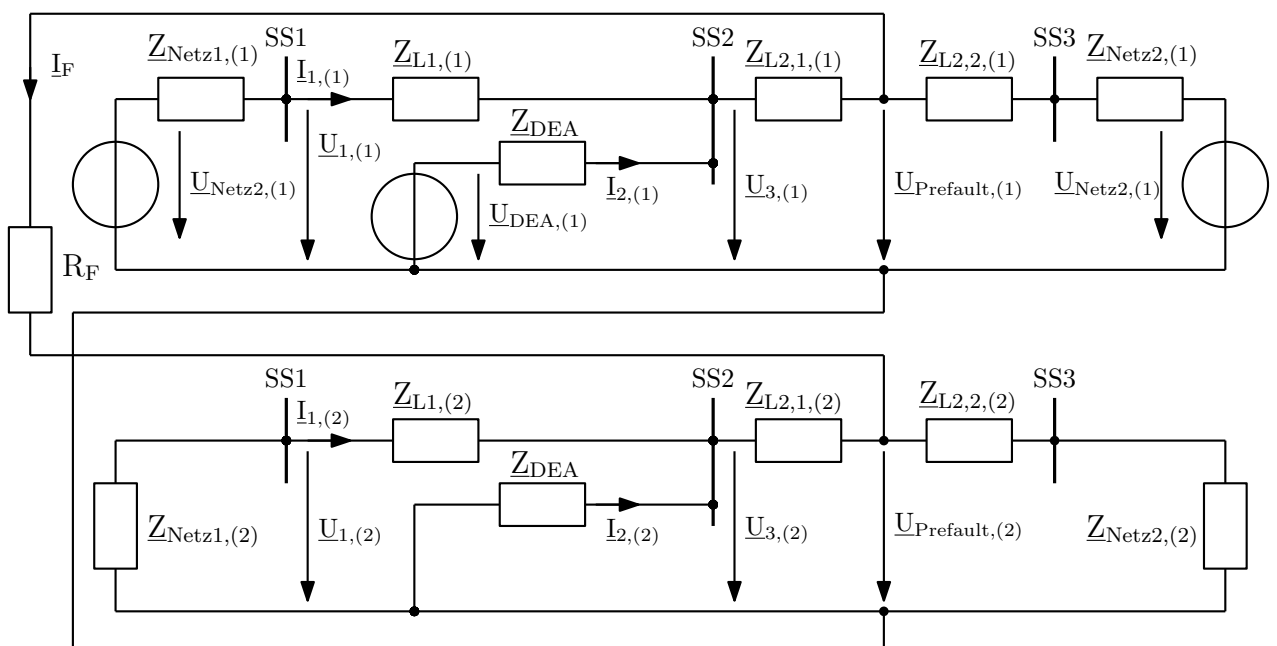 SS1 SS2 SS3
I_F Z_Netz1,(1) I_1,(1) Z_L1,(1) Z_L2,1,(1) Z_L2,2,(1) Z_Netz2,(1)
Z_DEA
U_1,(1)
U_Netz2,(1) I_2,(1) U_3,(1) U_Prefault,(1) U_Netz2,(1)
U_DEA,(1)
R_F
SS1 SS2 SS3
I_1,(2) Z_L1,(2) Z_L2,1,(2) Z_L2,2,(2)
Z_DEA
Z_Netz1,(2) U_1,(2) I_2,(2) U_3,(2) U_Prefault,(2) Z_Netz2,(2)